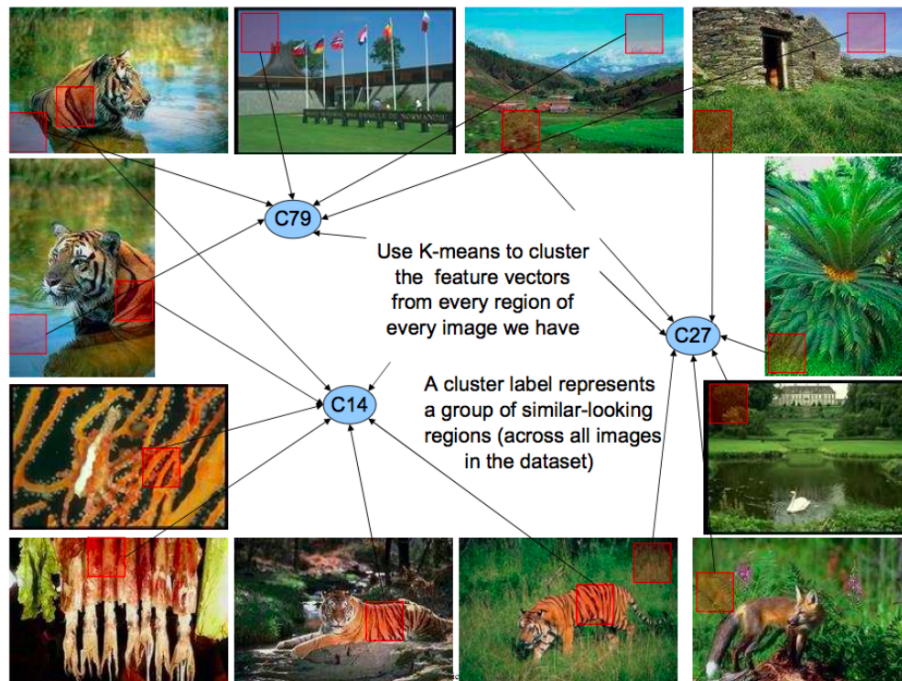 C79
Use K-means to cluster
the feature vectors
from every region of
every image we have
C27
A cluster label represents
a group of similar-looking
regions (across all images
in the dataset)
C14